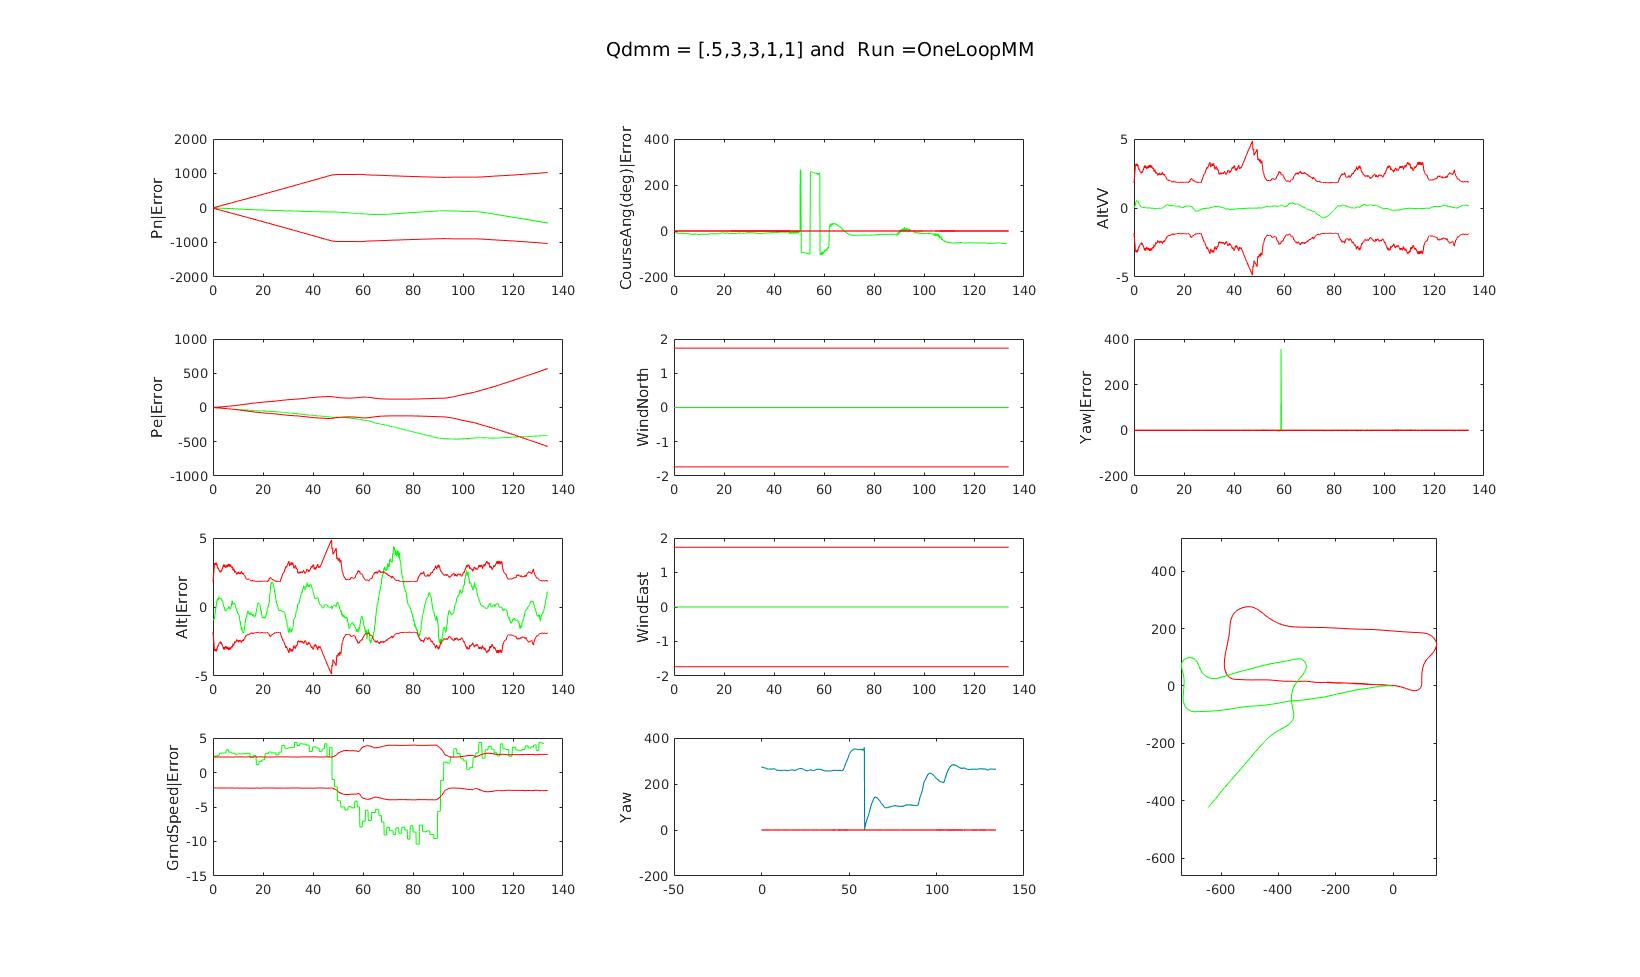 Qdmm = [.5,3,3,1,1] and  Run =OneLoopMM
Pn|Error
2000
1000
0
-1000
-2000
0 20 40 60 80 100 120 140
CourseAng(deg)|Error
400
200
0
-200
0 20 40 60 80 100 120 140
AltVV
5
0
-5
0 20 40 60 80 100 120 140
Pe|Error
1000
500
0
-500
-1000
0 20 40 60 80 100 120 140
WindNorth
2
1
0
-1
-2
0 20 40 60 80 100 120 140
Yaw|Error
400
200
0
-200
0 20 40 60 80 100 120 140
Alt|Error
5
0
-5
0 20 40 60 80 100 120 140
WindEast
2
1
0
-1
-2
0 20 40 60 80 100 120 140
400
200
0
-200
-400
-600
-600 -400 -200 0
GrndSpeed|Error
5
0
-5
-10
-15
0 20 40 60 80 100 120 140
Yaw
400
200
0
-200
-50 0 50 100 150